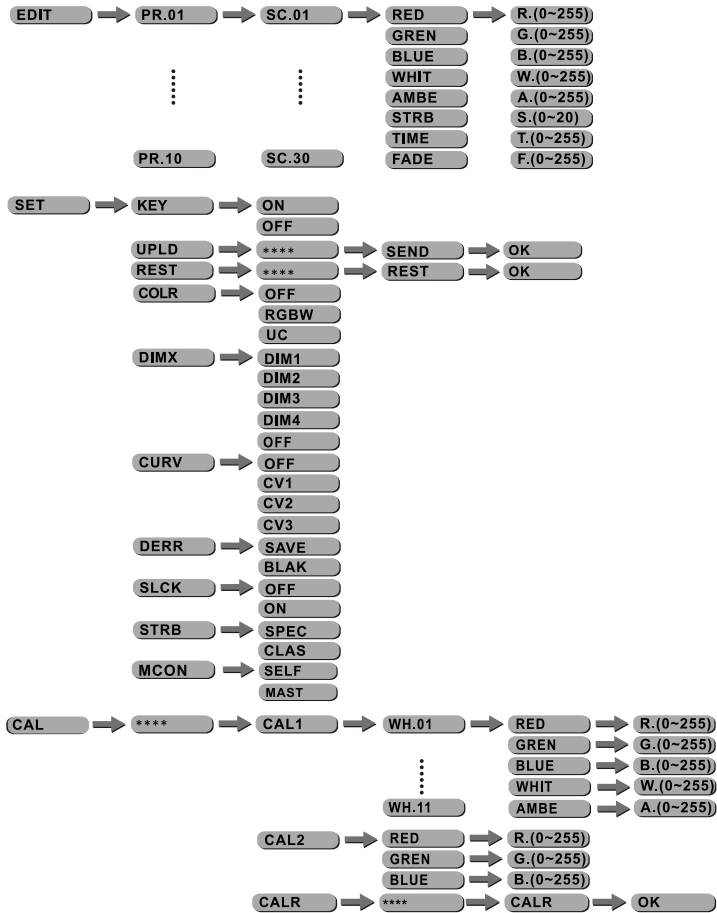 EDIT PR.01 SC.01 RED R.(0~255)
GREN G.(0~255)
BLUE B.(0~255)
WHIT W.(0~255)
AMBE A.(0~255)
STRB S.(0~20)
TIME T.(0~255)
PR.10 SC.30 FADE F.(0~255)
SET KEY ON
OFF
UPLD **** SEND OK
REST **** REST OK
COLR OFF
RGBW
UC
DIMX DIM1
DIM2
DIM3
DIM4
OFF
CURV OFF
CV1
CV2
CV3
DERR SAVE
BLAK
SLCK OFF
ON
STRB SPEC
CLAS
MCON SELF
MAST
CAL **** CAL1 WH.01 RED R.(0~255)
GREN G.(0~255)
BLUE B.(0~255)
WHIT W.(0~255)
WH.11 AMBE A.(0~255)
CAL2 RED R.(0~255)
GREN G.(0~255)
BLUE B.(0~255)
CALR **** CALR OK